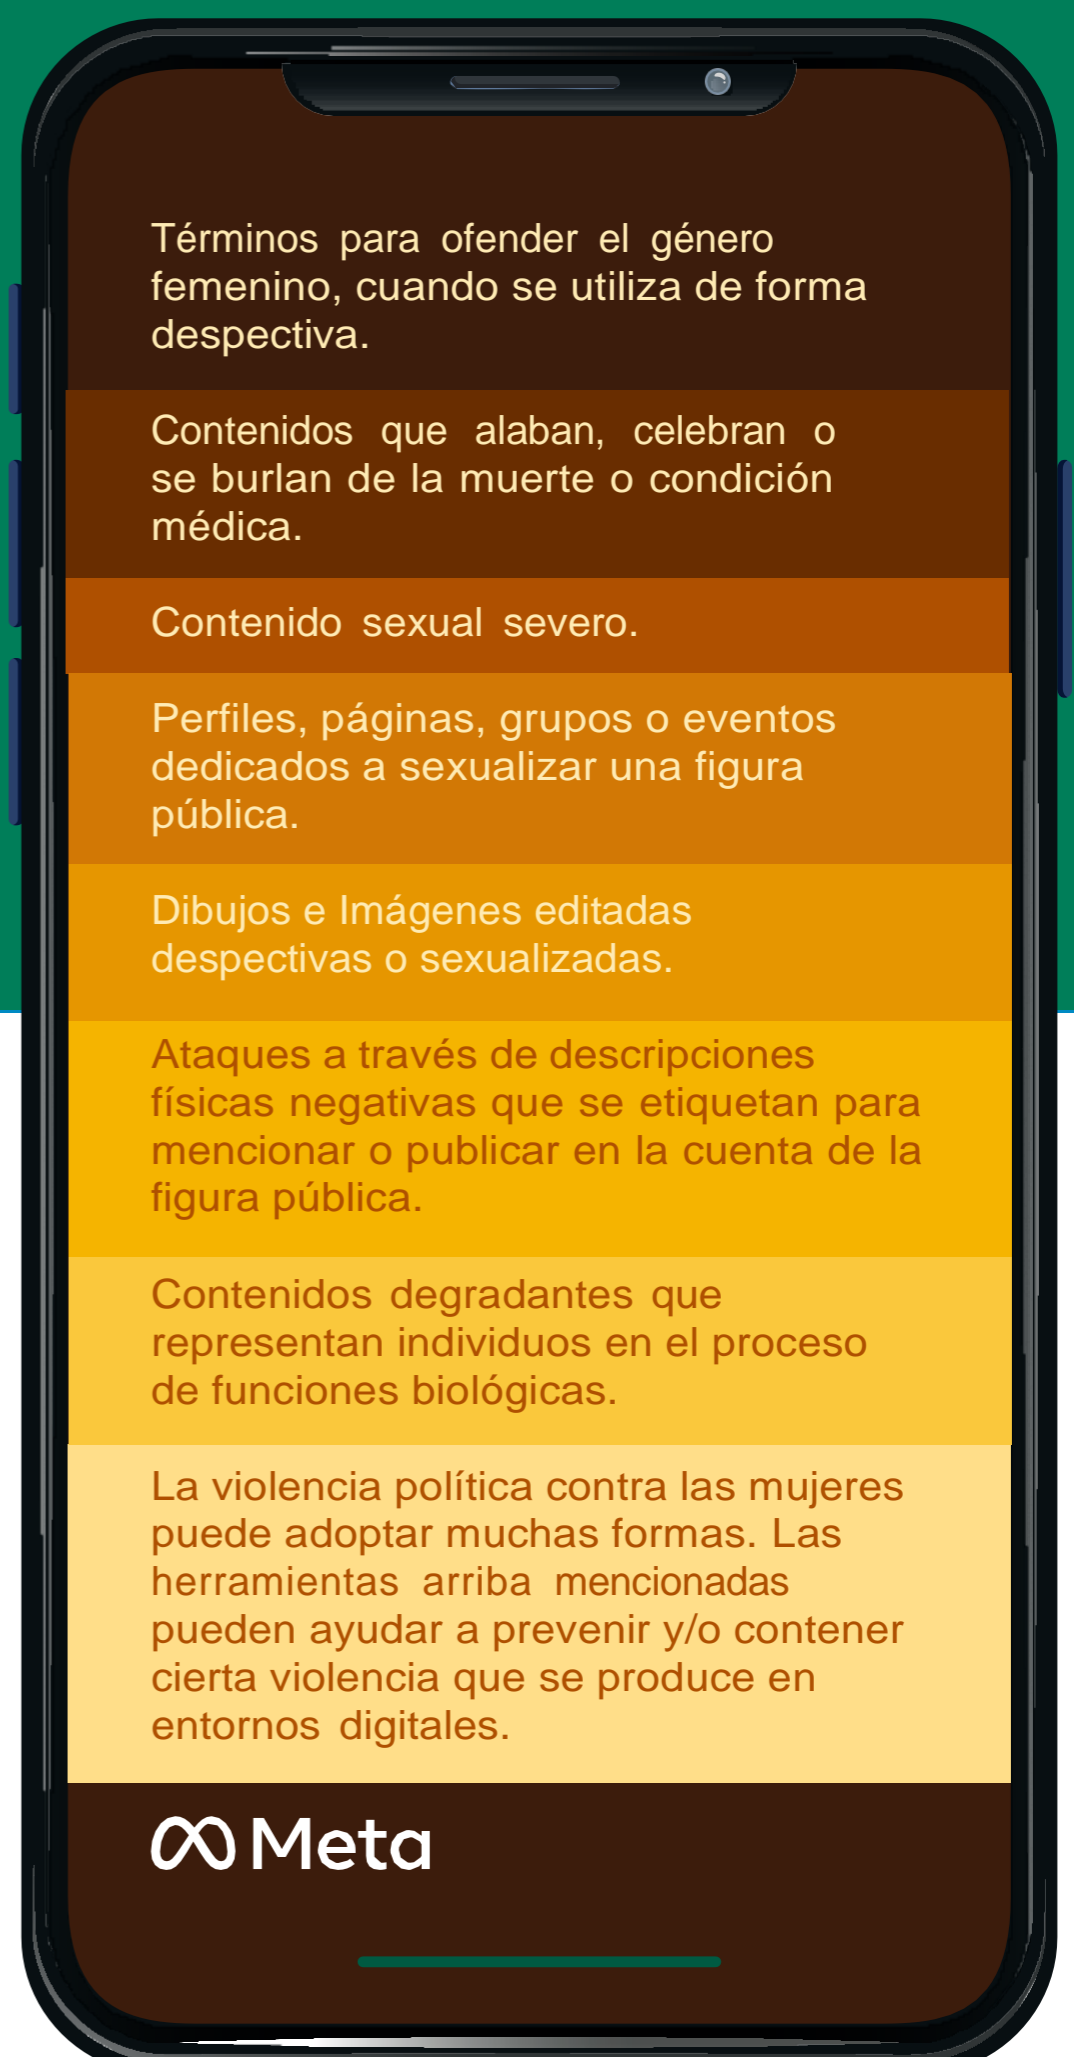 Términos para ofender el género
femenino, cuando se utiliza de forma
despectiva.
Contenidos que alaban, celebran o
se burlan de la muerte o condición
médica.
Contenido sexual severo.
Perfiles, páginas, grupos o eventos
dedicados a sexualizar una figura
pública.
Dibujos e Imágenes editadas
despectivas o sexualizadas.
Ataques a través de descripciones
físicas negativas que se etiquetan para
mencionar o publicar en la cuenta de la
figura pública.
Contenidos degradantes que
representan individuos en el proceso
de funciones biológicas.
La violencia política contra las mujeres
puede adoptar muchas formas. Las
herramientas arriba mencionadas
pueden ayudar a prevenir y/o contener
cierta violencia que se produce en
entornos digitales.
Meta